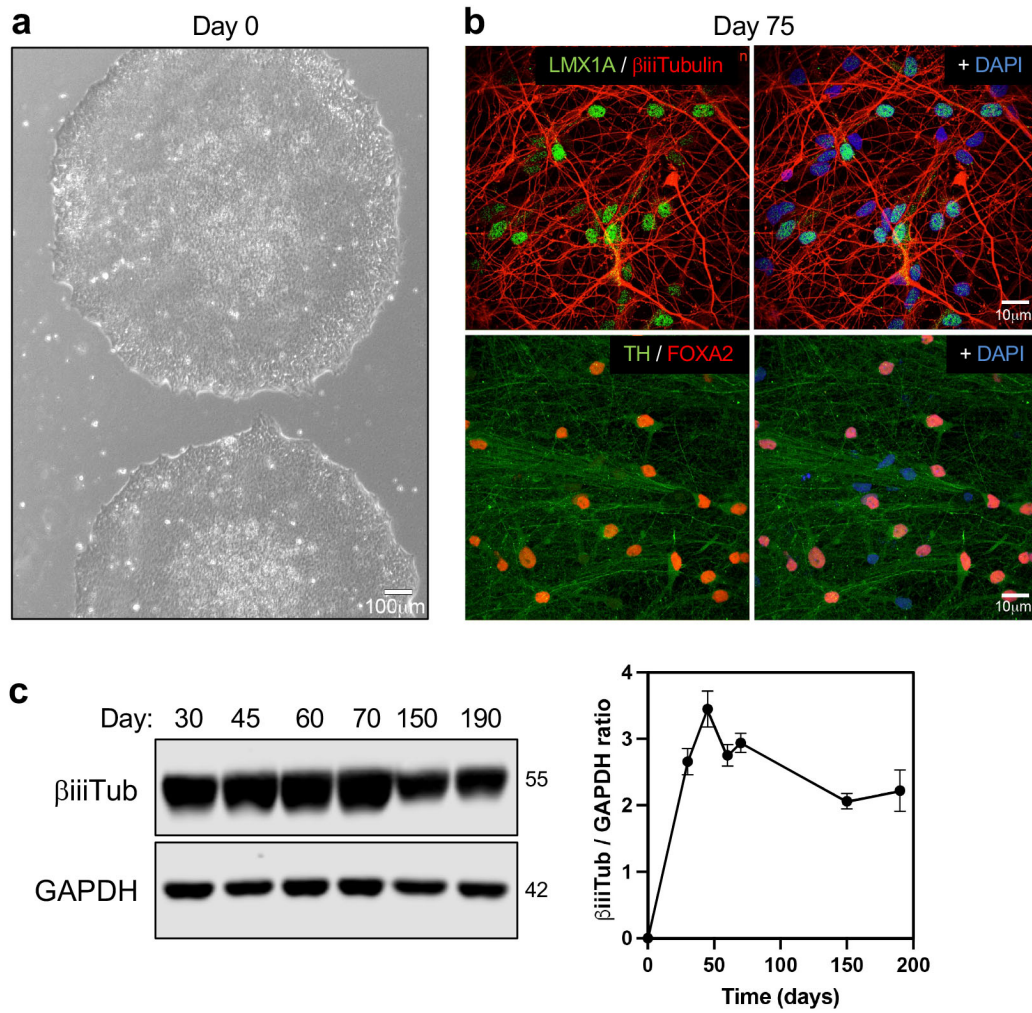 a
Day 0
100μm
b
Day 75
LMX1A / βiiiTubulin
n
+ DAPI
10μm
TH / FOXA2
+ DAPI
10μm
c
Day: 30 45 60 70 150 190
βiiiTub
55
GAPDH
42
βiiiTub / GAPDH ratio
4
3
2
1
0
0 50 100 150 200
Time (days)